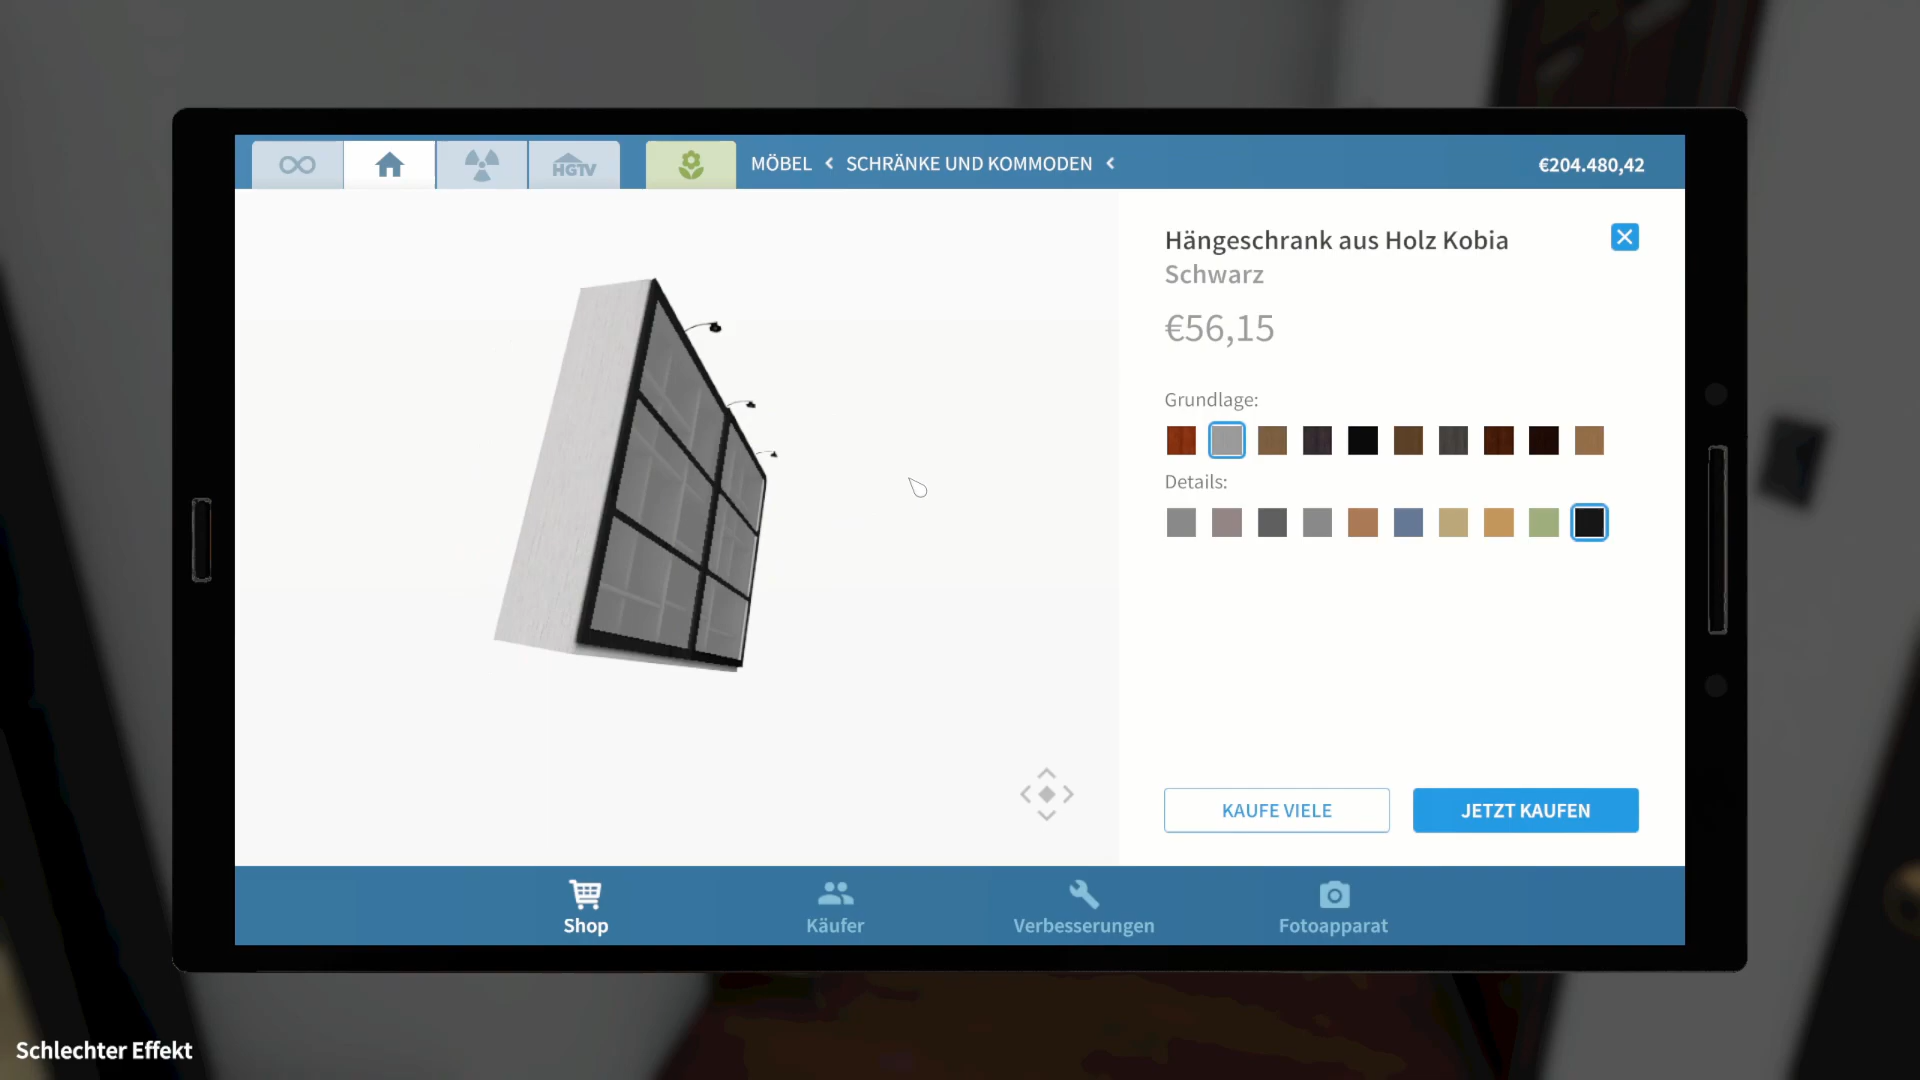 HGTV
MÖBEL < SCHRÄNKE UND KOMMODEN <
€204.480,42
Hängeschrank aus Holz Kobia
Schwarz
€56,15
Grundlage:
Details:
KAUFE VIELE
JETZT KAUFEN
Shop
Käufer
Verbesserungen
Fotoapparat
Schlechter Effekt